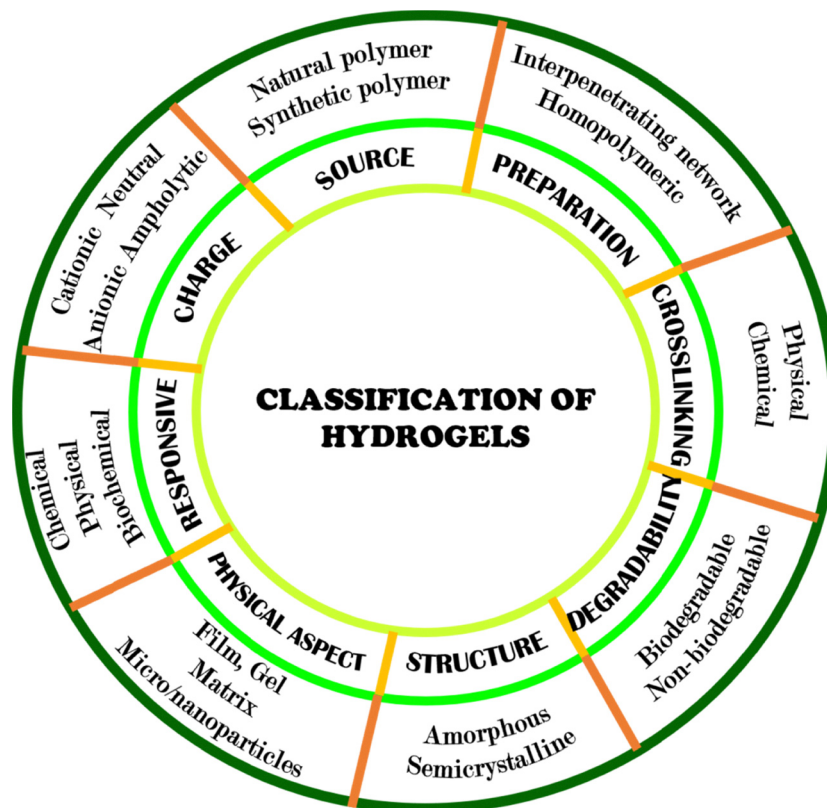 CLASSIFICATION OF
HYDROGELS
SOURCE
Natural polymer
Synthetic polymer
PREPARATION
Interpenetrating network
Homopolymeric
CROSSLINKING
Physical
Chemical
DEGRADABILITY
Biodegradable
Non-biodegradable
STRUCTURE
Amorphous
Semicrystalline
PHYSICAL ASPECT
Film, Gel
Matrix
Micro/nanoparticles
RESPONSIVE
Chemical
Physical
Biochemical
CHARGE
Cationic Neutral
Anionic Ampholytic